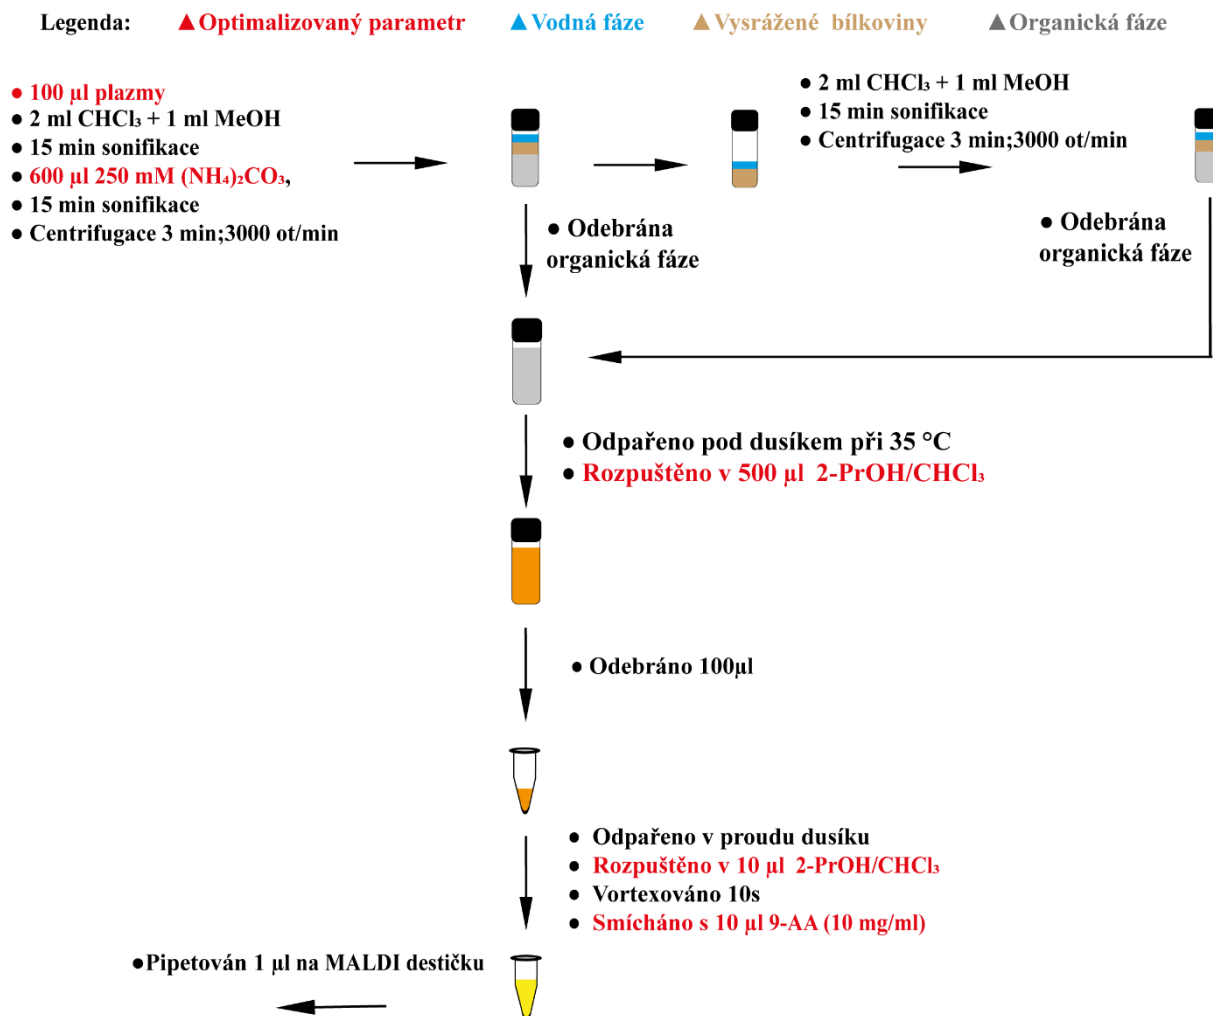 Legenda: ▲Optimalizovaný parametr ▲Vodná fáze ▲Vysrážené bílkoviny ▲Organická fáze
● 100 µl plazmy
● 2 ml CHCl₃ + 1 ml MeOH
● 15 min sonifikace
● 600 µl 250 mM (NH₄)₂CO₃,
● 15 min sonifikace
● Centrifugace 3 min;3000 ot/min
● 2 ml CHCl₃ + 1 ml MeOH
● 15 min sonifikace
● Centrifugace 3 min;3000 ot/min
● Odebrána
organická fáze
● Odebrána
organická fáze
● Odpařeno pod dusíkem při 35 °C
● Rozpuštěno v 500 µl 2-PrOH/CHCl₃
● Odebráno 100µl
● Odpařeno v proudu dusíku
● Rozpuštěno v 10 µl 2-PrOH/CHCl₃
● Vortexováno 10s
● Smícháno s 10 µl 9-AA (10 mg/ml)
●Pipetován 1 µl na MALDI destičku